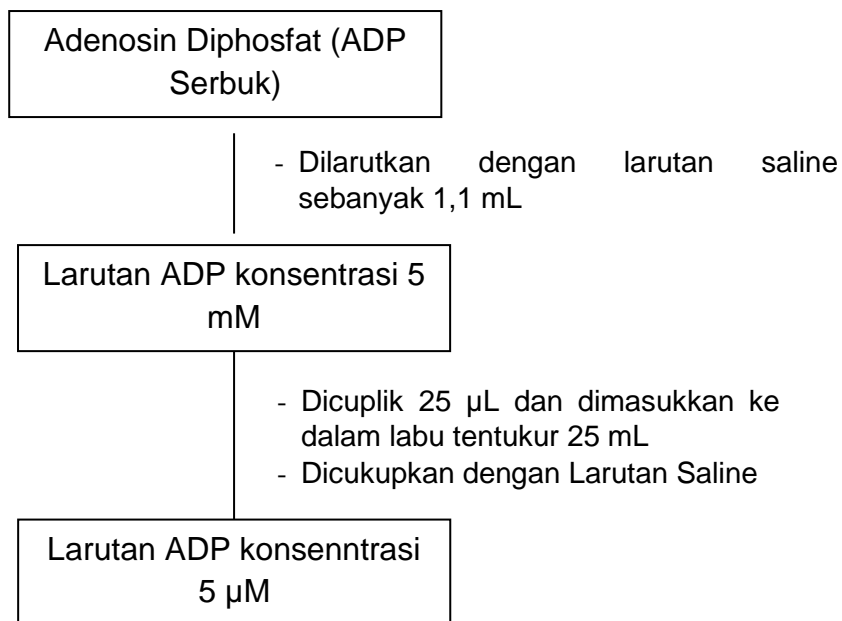 Adenosin Diphosfat (ADP
Serbuk)
- Dilarutkan dengan larutan saline
sebanyak 1,1 mL
Larutan ADP konsentrasi 5
mM
- Dicuplik 25 µL dan dimasukkan ke
dalam labu tentukur 25 mL
- Dicukupkan dengan Larutan Saline
Larutan ADP konsenntrasi
5 µM